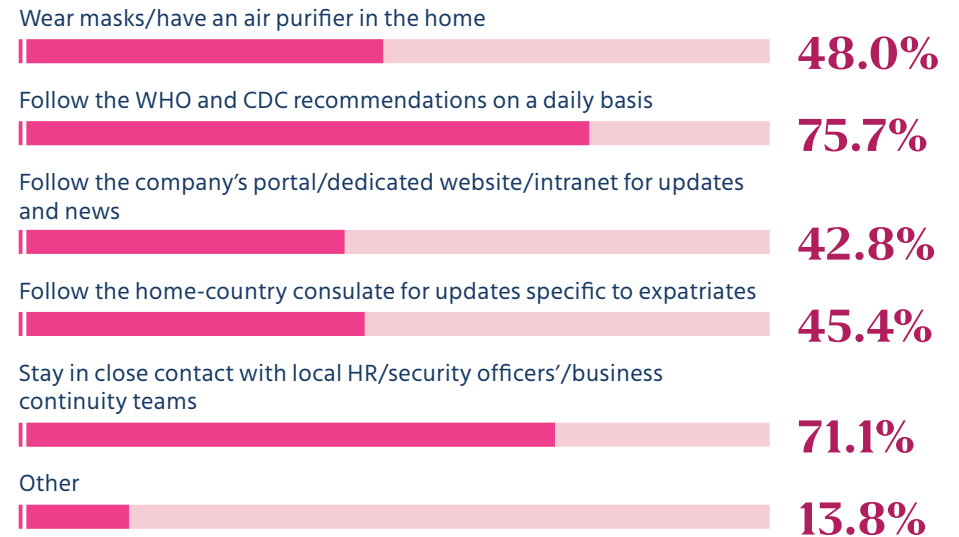 Wear masks/have an air purifier in the home
48.0%
Follow the WHO and CDC recommendations on a daily basis
75.7%
Follow the company’s portal/dedicated website/intranet for updates
and news
42.8%
Follow the home-country consulate for updates specific to expatriates
45.4%
Stay in close contact with local HR/security officers’/business
continuity teams
71.1%
Other
13.8%